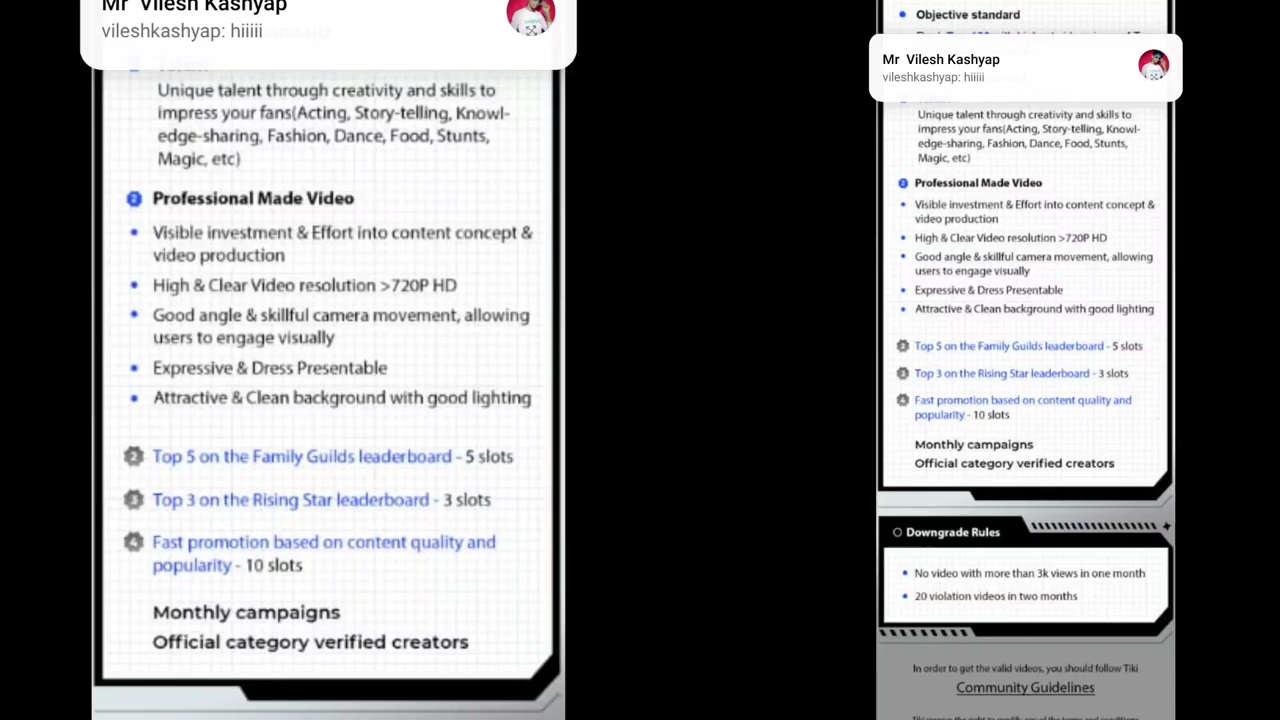 Mr Vilesh Kashyap
vileshkashyap: hiiiii
Unique talent through creativity and skills to
impress your fans(Acting, Story-telling, Knowl-
edge-sharing, Fashion, Dance, Food, Stunts,
Magic, etc)
2 Professional Made Video
• Visible investment & Effort into content concept &
video production
• High & Clear Video resolution >720P HD
• Good angle & skillful camera movement, allowing
users to engage visually
• Expressive & Dress Presentable
• Attractive & Clean background with good lighting
2 Top 5 on the Family Guilds leaderboard - 5 slots
3 Top 3 on the Rising Star leaderboard - 3 slots
4 Fast promotion based on content quality and
popularity - 10 slots
Monthly campaigns
Official category verified creators
• Objective standard
Mr Vilesh Kashyap
vileshkashyap: hiiiii
Unique talent through creativity and skills to
impress your fans(Acting, Story-telling, Knowl-
edge-sharing, Fashion, Dance, Food, Stunts,
Magic, etc)
2 Professional Made Video
• Visible investment & Effort into content concept &
video production
• High & Clear Video resolution >720P HD
• Good angle & skillful camera movement, allowing
users to engage visually
• Expressive & Dress Presentable
• Attractive & Clean background with good lighting
2 Top 5 on the Family Guilds leaderboard - 5 slots
3 Top 3 on the Rising Star leaderboard - 3 slots
4 Fast promotion based on content quality and
popularity - 10 slots
Monthly campaigns
Official category verified creators
Downgrade Rules
• No video with more than 3k views in one month
• 20 violation videos in two months
In order to get the valid videos, you should follow Tiki
Community Guidelines